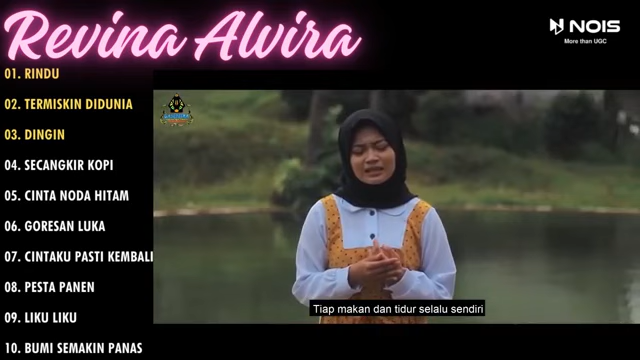 Revina Alvira
NOIS
More than UGC
01. RINDU
02. TERMISKIN DIDUNIA
03. DINGIN
04. SECANGKIR KOPI
05. CINTA NODA HITAM
06. GORESAN LUKA
07. CINTAKU PASTI KEMBALI
08. PESTA PANEN
09. LIKU LIKU
10. BUMI SEMAKIN PANAS
Tiap makan dan tidur selalu sendiri